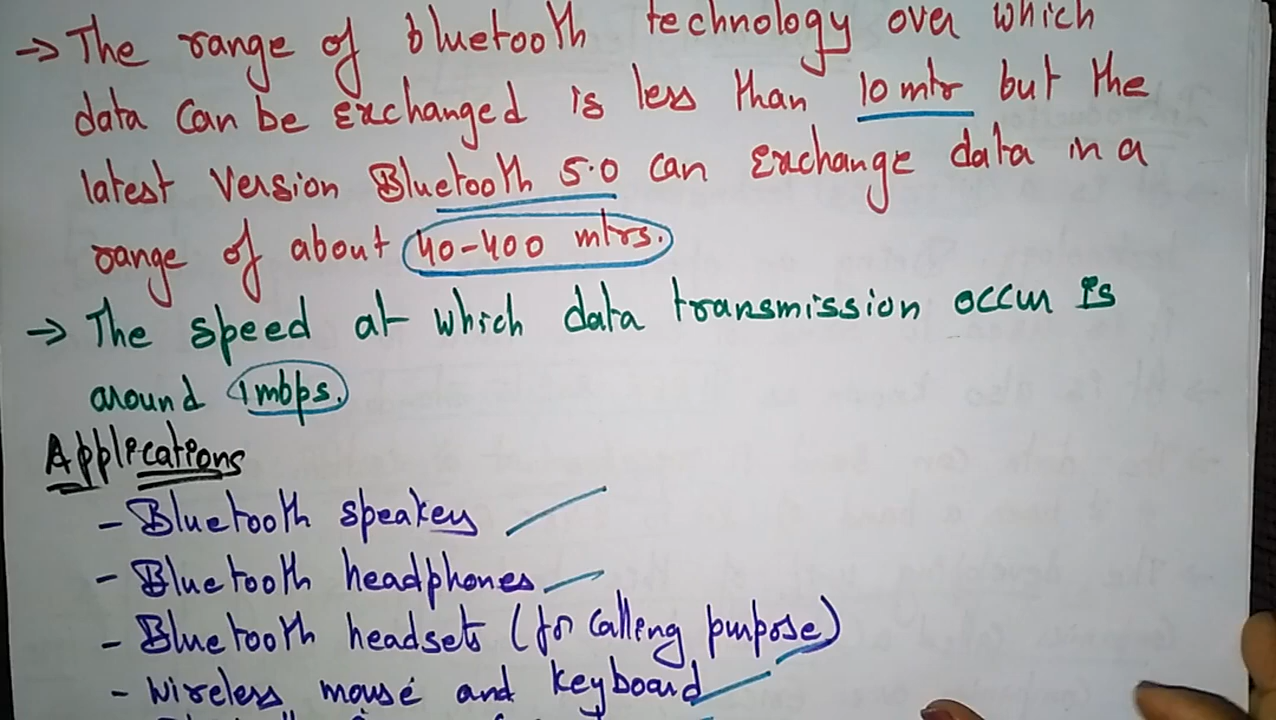 → The range of bluetooth technology over which
data can be Exchanged is less than 10 mtr but the
latest Version Bluetooth 5.0 can Exchange data in a
range of about 40-400 mtrs.
→ The speed at which data transmission occur is
around 1 mbps.
Applications
- Bluetooth speakers
- Bluetooth headphones
- Bluetooth headsets (for calling purpose)
- Wireless mouse and keyboard